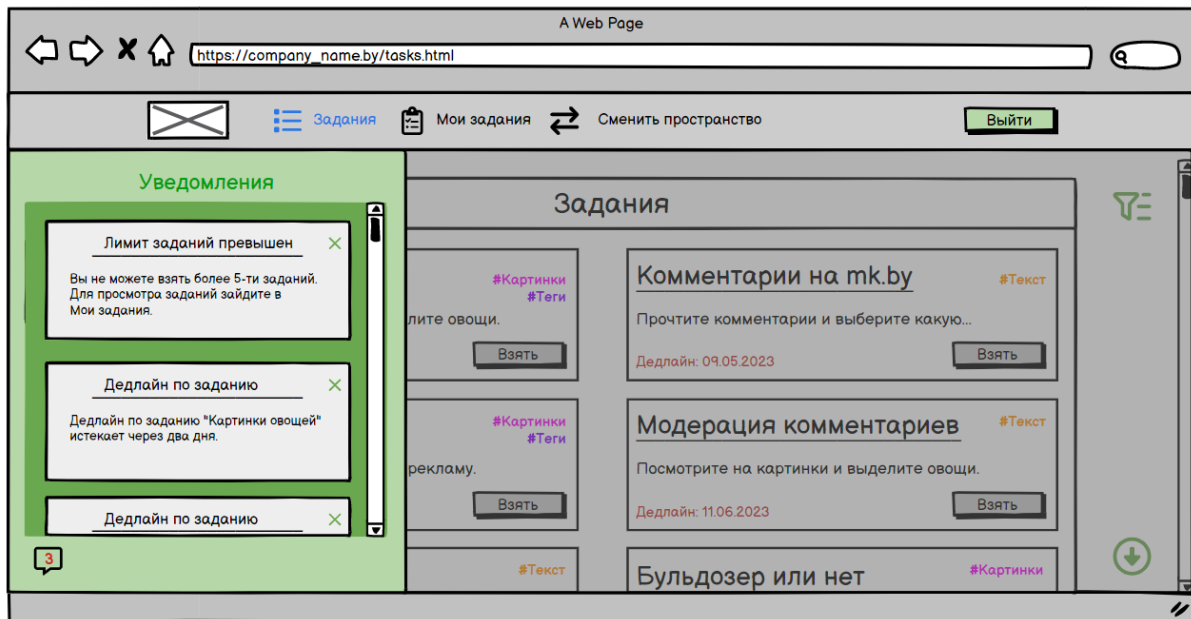 A Web Page
https://company_name.by/tasks.html
Задания
Мои задания
Сменить пространство
Выйти
Уведомления
Лимит заданий превышен
Вы не можете взять более 5-ти заданий.
Для просмотра заданий зайдите в
Мои задания.
Дедлайн по заданию
Дедлайн по заданию "Картинки овощей"
истекает через два дня.
Дедлайн по заданию
3
Задания
#Картинки
#Теги
лите овощи.
Взять
Комментарии на mk.by
#Текст
Прочтите комментарии и выберите какую...
Дедлайн: 09.05.2023
Взять
#Картинки
#Теги
рекламу.
Взять
Модерация комментариев
#Текст
Посмотрите на картинки и выделите овощи.
Дедлайн: 11.06.2023
Взять
#Текст
Бульдозер или нет
#Картинки